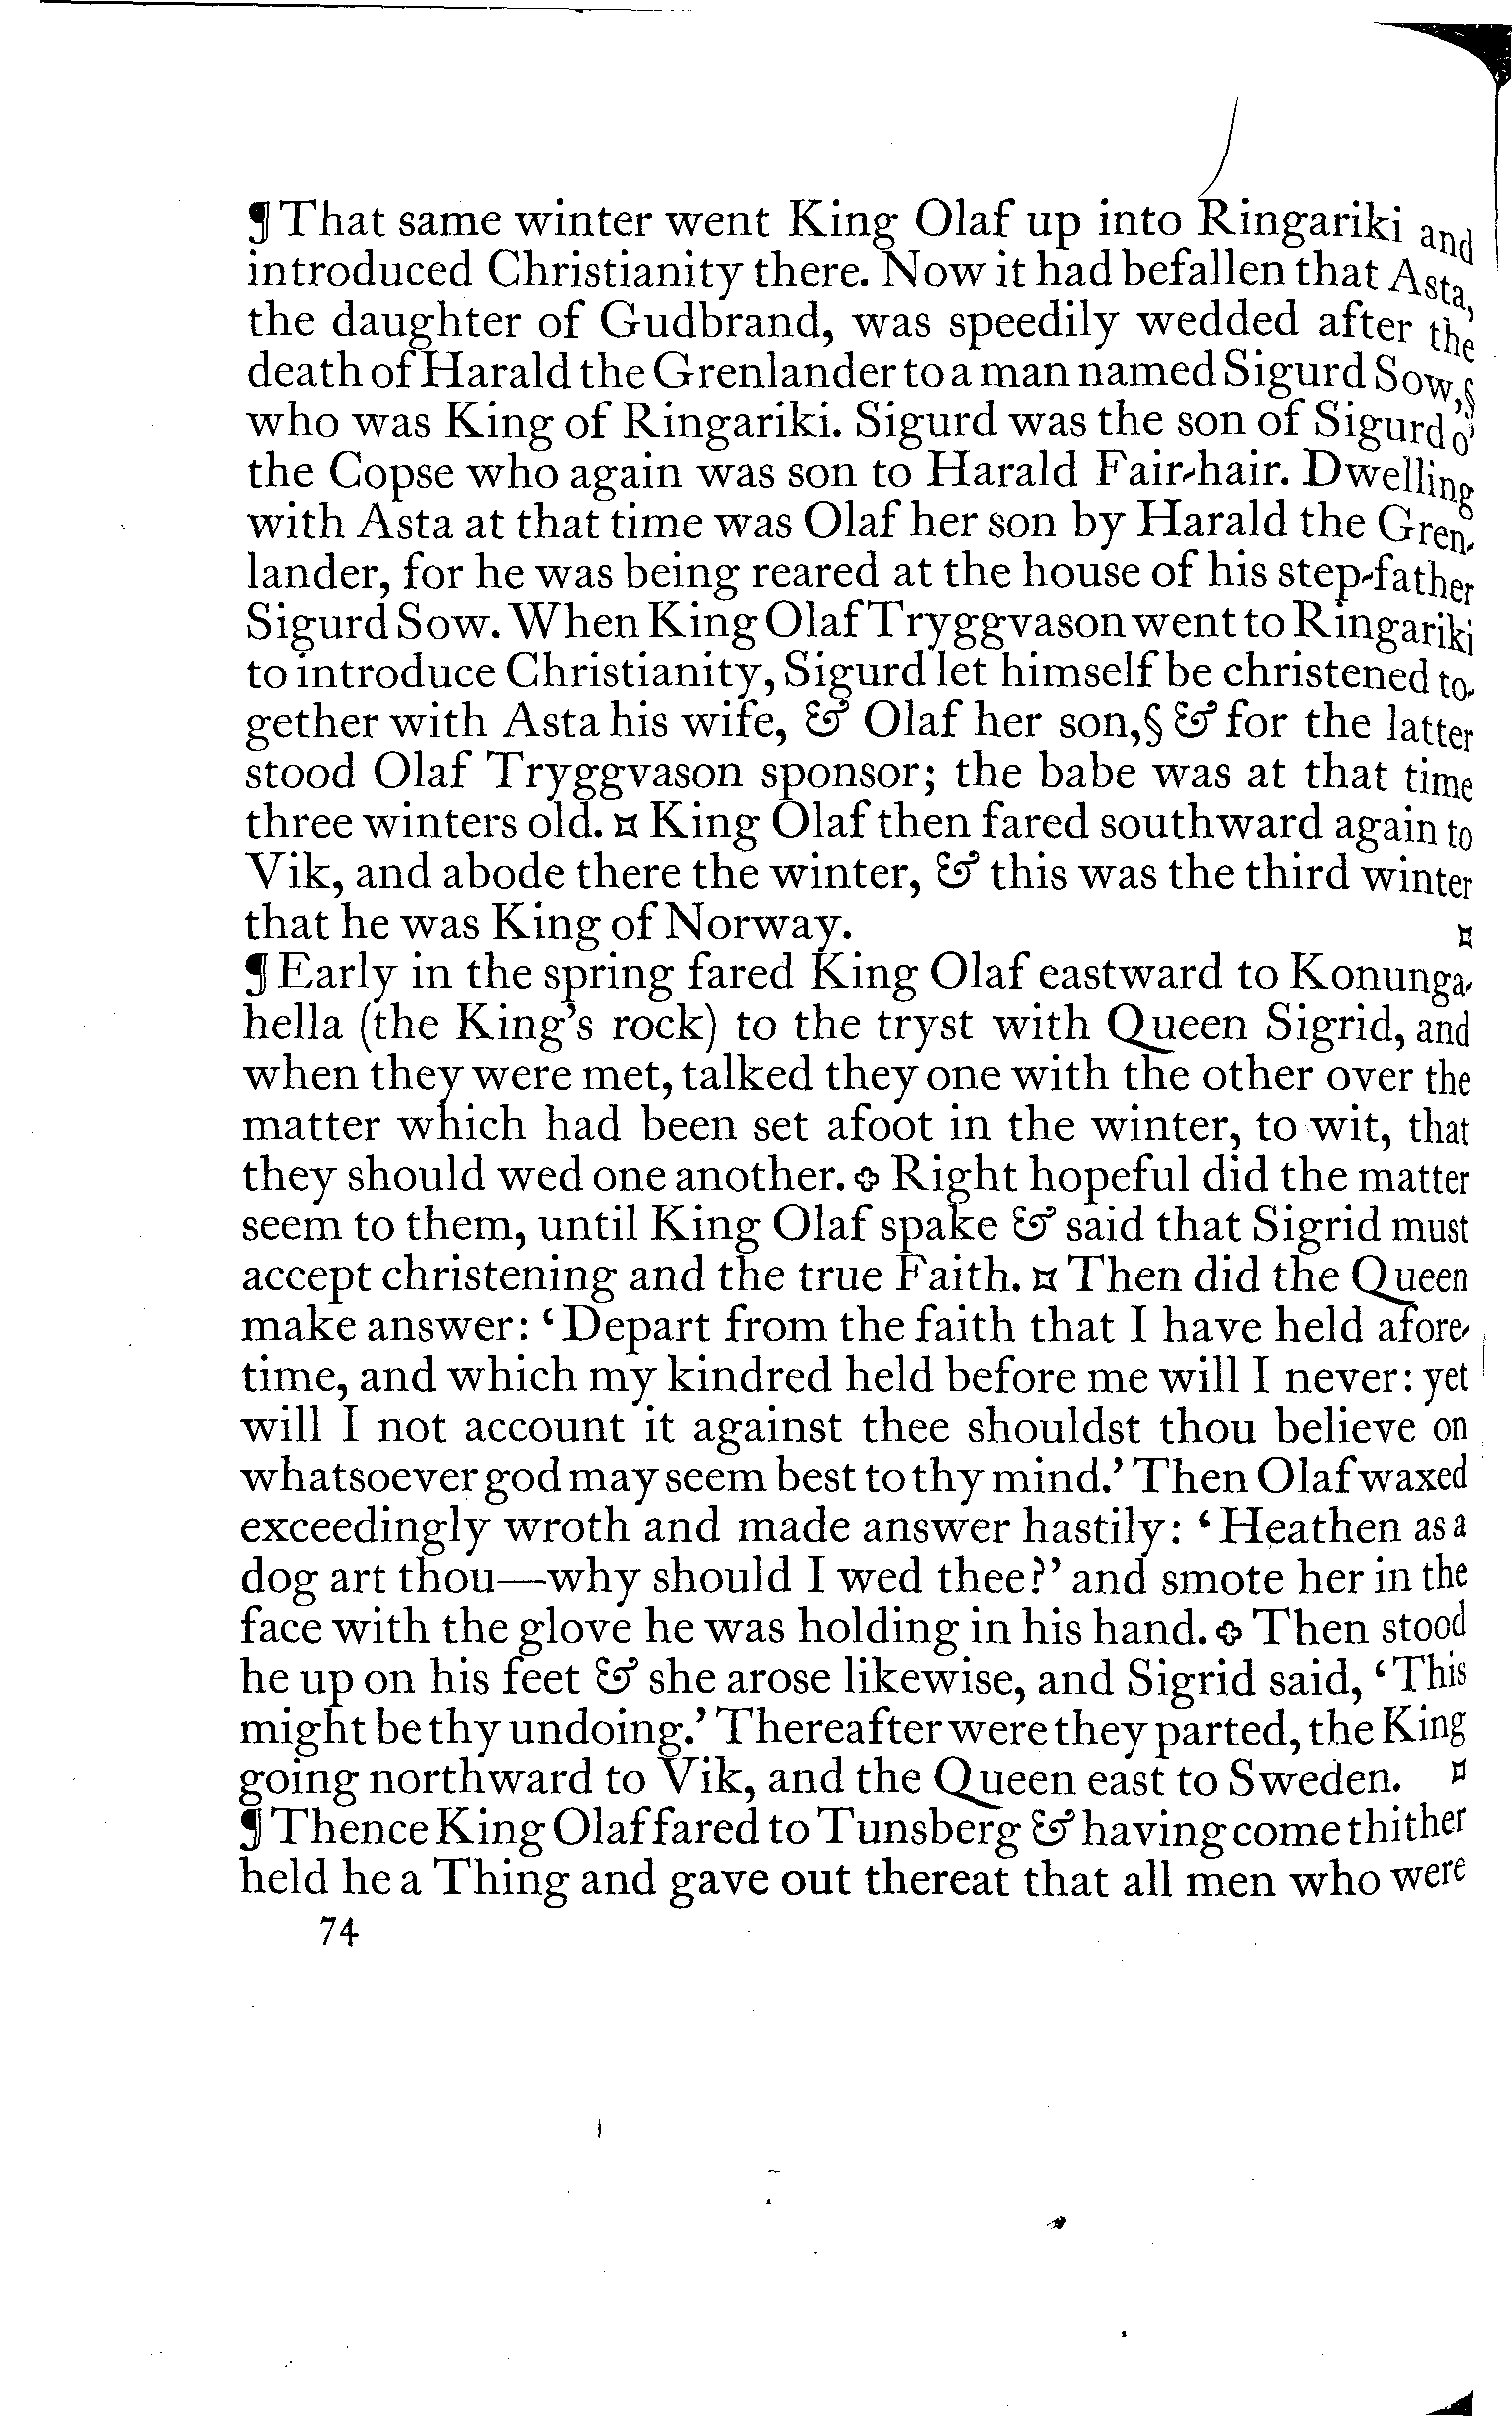 ¶ That same winter went King Olaf up into Ringariki and
introduced Christianity there. Now it had befallen that Asta,
the daughter of Gudbrand, was speedily wedded after the
death of Harald the Grenlander to a man named Sigurd Sow,§
who was King of Ringariki. Sigurd was the son of Sigurd o'
the Copse who again was son to Harald Fair-hair. Dwelling
with Asta at that time was Olaf her son by Harald the Gren-
lander, for he was being reared at the house of his step-father
Sigurd Sow. When King Olaf Tryggvason went to Ringariki
to introduce Christianity, Sigurd let himself be christened to-
gether with Asta his wife, & Olaf her son,§ & for the latter
stood Olaf Tryggvason sponsor; the babe was at that time
three winters old. ¤ King Olaf then fared southward again to
Vik, and abode there the winter, & this was the third winter
that he was King of Norway. ¤
¶ Early in the spring fared King Olaf eastward to Konunga-
hella (the King's rock) to the tryst with Queen Sigrid, and
when they were met, talked they one with the other over the
matter which had been set afoot in the winter, to wit, that
they should wed one another. ✣ Right hopeful did the matter
seem to them, until King Olaf spake & said that Sigrid must
accept christening and the true Faith. ¤ Then did the Queen
make answer: 'Depart from the faith that I have held afore-
time, and which my kindred held before me will I never: yet
will I not account it against thee shouldst thou believe on
whatsoever god may seem best to thy mind.' Then Olaf waxed
exceedingly wroth and made answer hastily: 'Heathen as a
dog art thou—why should I wed thee?' and smote her in the
face with the glove he was holding in his hand. ✣ Then stood
he up on his feet & she arose likewise, and Sigrid said, 'This
might be thy undoing.' Thereafter were they parted, the King
going northward to Vik, and the Queen east to Sweden. ¤
¶ Thence King Olaf fared to Tunsberg & having come thither
held he a Thing and gave out thereat that all men who were
74